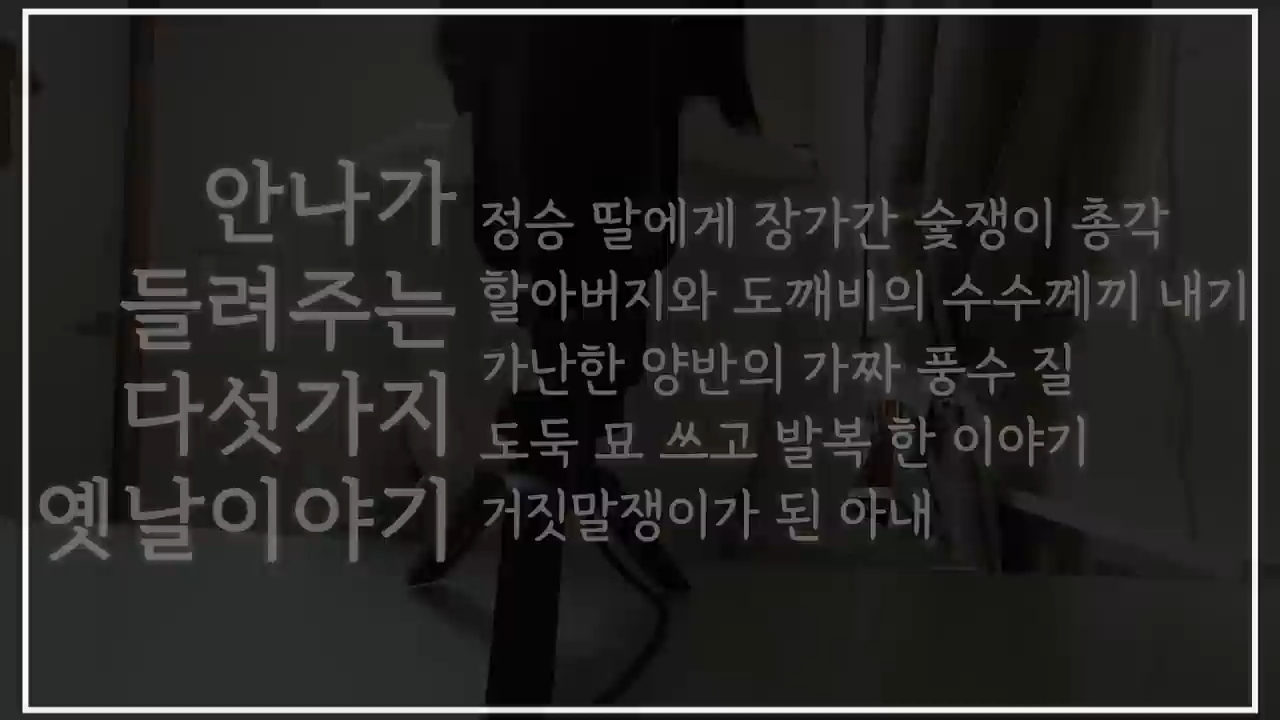 안나가
들려주는
다섯가지
옛날이야기
정승 딸에게 장가간 숯쟁이 총각
할아버지와 도깨비의 수수께끼 내기
가난한 양반의 가짜 풍수 질
도둑 묘 쓰고 발복 한 이야기
거짓말쟁이가 된 아내